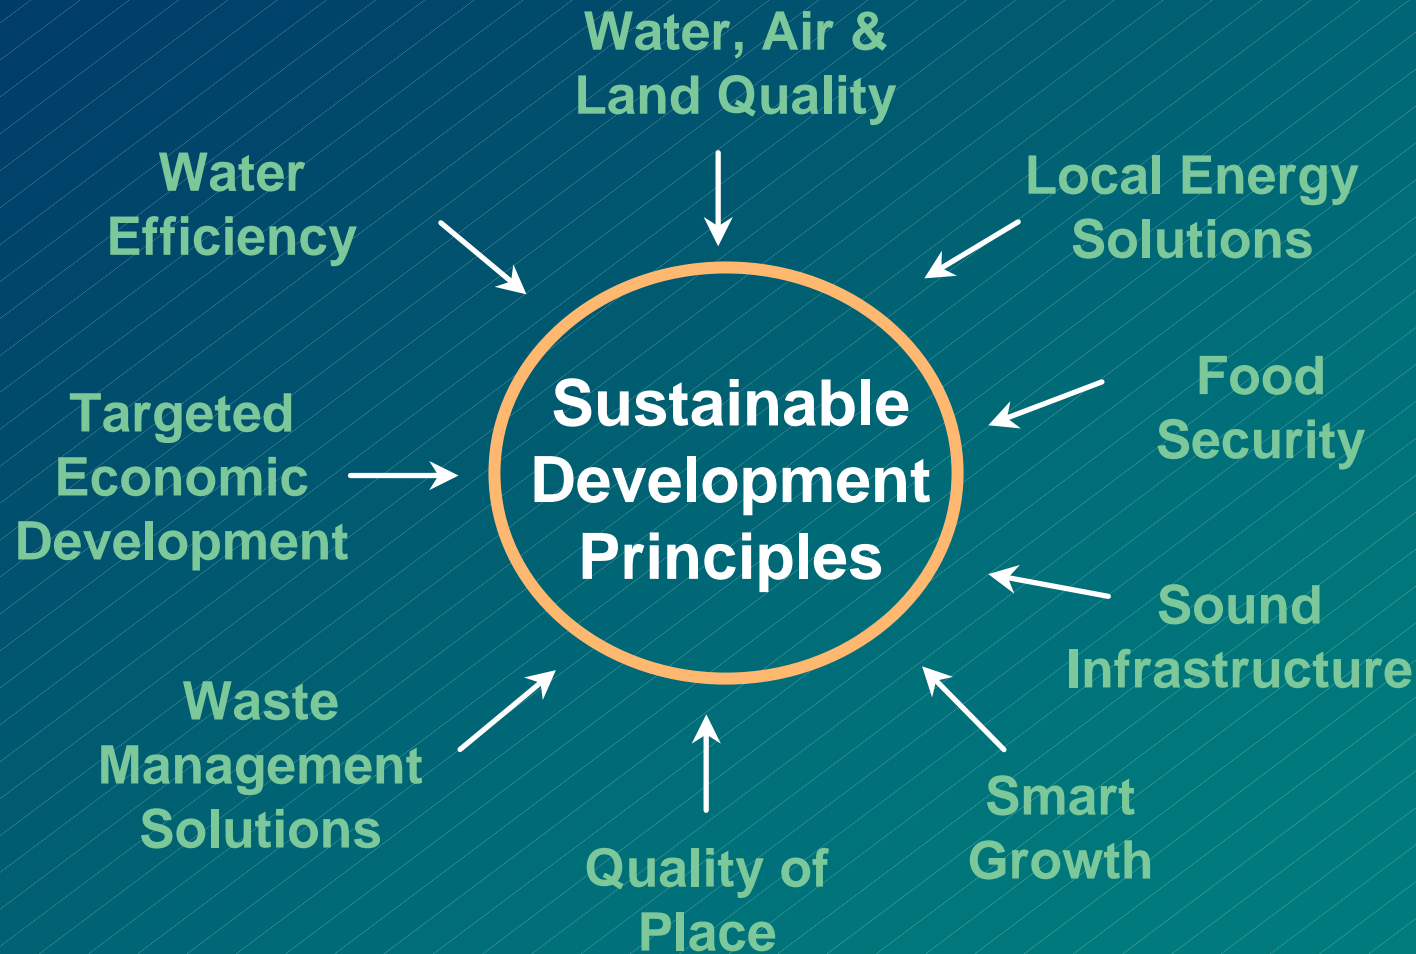 Water, Air &
Land Quality
Water
Efficiency
Local Energy
Solutions
Food
Security
Targeted
Economic
Development
Sustainable
Development
Principles
Sound
Infrastructure
Waste
Management
Solutions
Smart
Growth
Quality of
Place